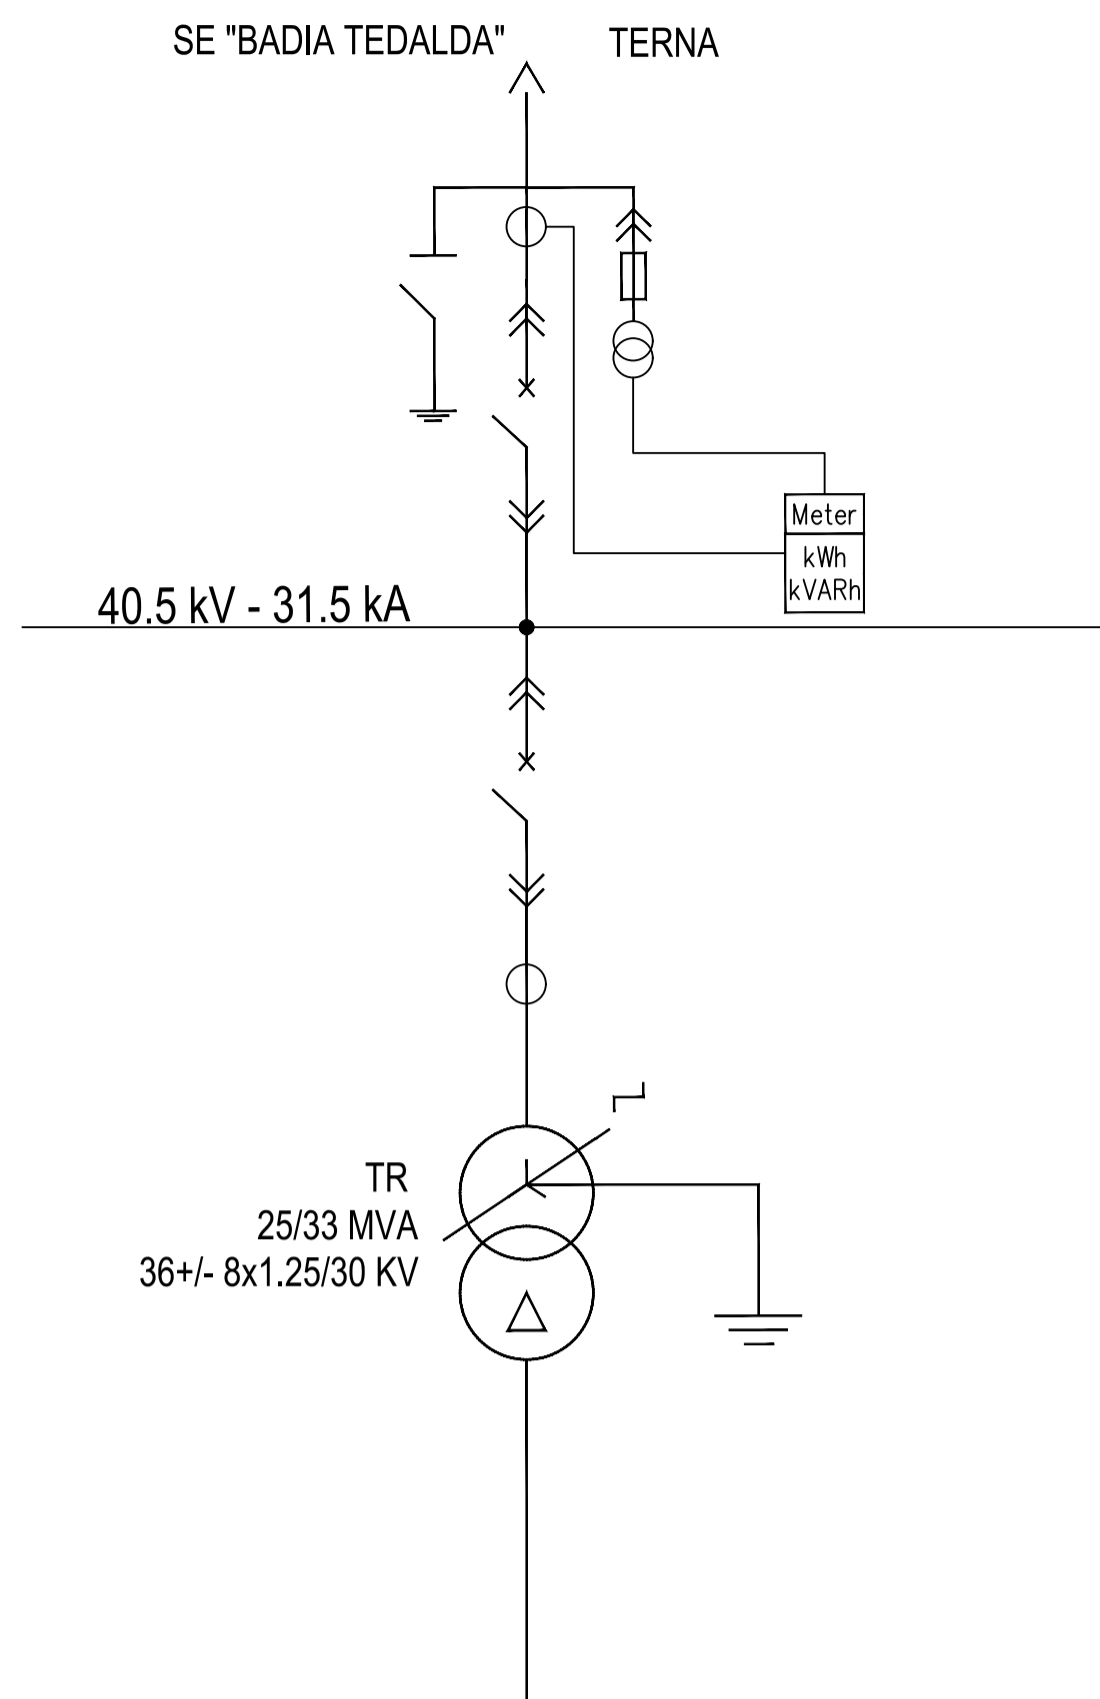 SE "BADIA TEDALDA" TERNA
Meter
kWh
kVARh
40.5 kV - 31.5 kA
TR
25/33 MVA
36+/- 8x1.25/30 KV